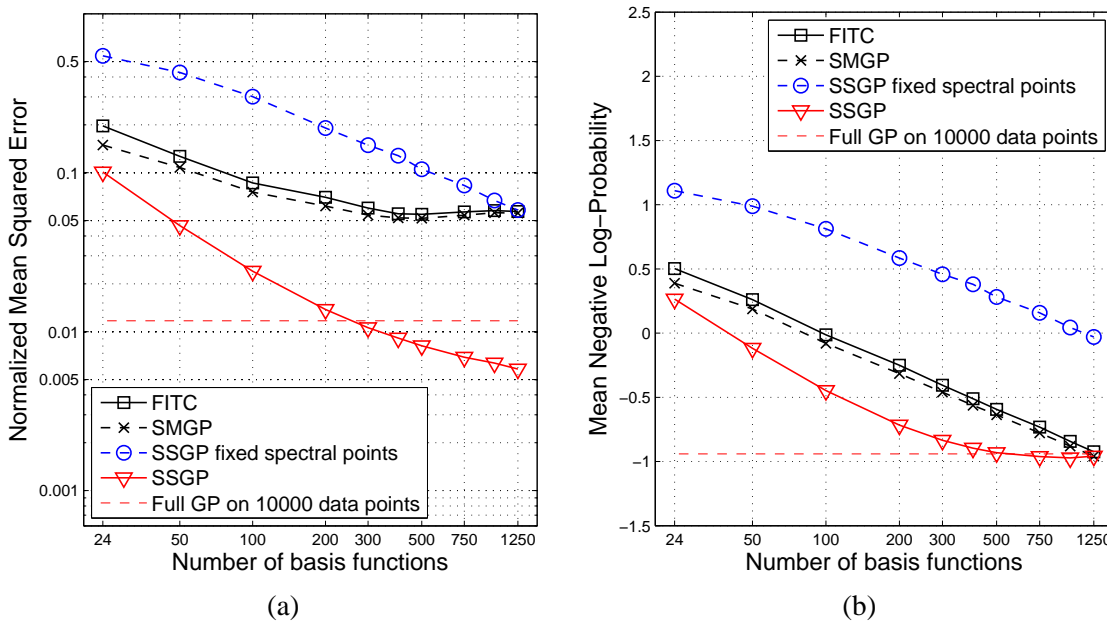 Normalized Mean Squared Error
0.5
0.1
0.05
0.01
0.005
0.001
FITC
SMGP
SSGP fixed spectral points
SSGP
Full GP on 10000 data points
24 50 100 200 300 500 750 1250
Number of basis functions
(a)
Mean Negative Log−Probability
2.5
2
1.5
1
0.5
0
−0.5
−1
−1.5
FITC
SMGP
SSGP fixed spectral points
SSGP
Full GP on 10000 data points
24 50 100 200 300 500 750 1250
Number of basis functions
(b)